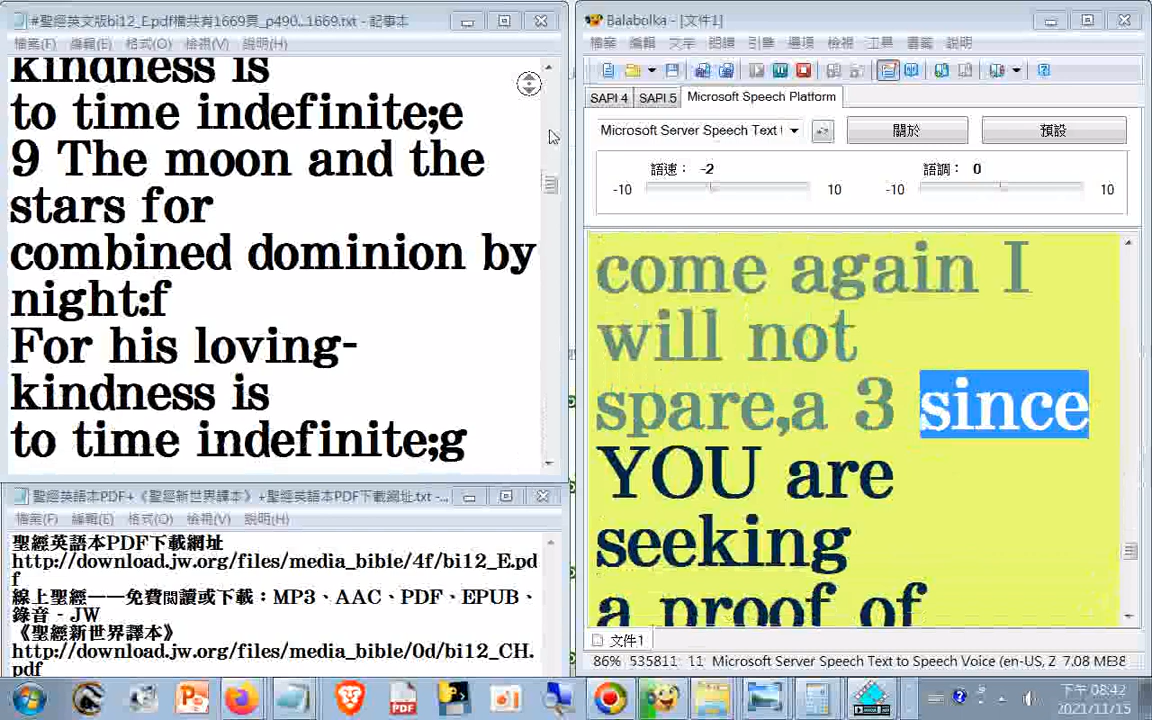 #聖經英文版bi12_E.pdf檔共有1669頁_p490...1669.txt - 記事本
檔案(F) 編輯(E) 格式(O) 檢視(V) 說明(H)
kindness is
to time indefinite;e
9 The moon and the
stars for
combined dominion by
night:f
For his loving-
kindness is
to time indefinite;g
聖經英語本PDF+《聖經新世界譯本》+聖經英語本PDF下載網址.txt -...
檔案(F) 編輯(E) 格式(O) 檢視(V) 說明(H)
聖經英語本PDF下載網址
http://download.jw.org/files/media_bible/4f/bi12_E.pd
f
線上聖經——免費閱讀或下載：MP3、AAC、PDF、EPUB、
錄音 - JW
《聖經新世界譯本》
http://download.jw.org/files/media_bible/0d/bi12_CH.
pdf
Balabolka - [文件1]
檔案 編輯 文字 朗讀 引擎 選項 檢視 工具 書籤 說明
SAPI 4 SAPI 5 Microsoft Speech Platform
Microsoft Server Speech Text 關於 預設
語速： -2 語調： 0
-10 10 -10 10
come again I
will not
spare,a 3 since
YOU are
seeking
a proof of
文件1
86% 535811 11 Microsoft Server Speech Text to Speech Voice (en-US, Z 7.08 ME38
下午 08:42
2021/11/15